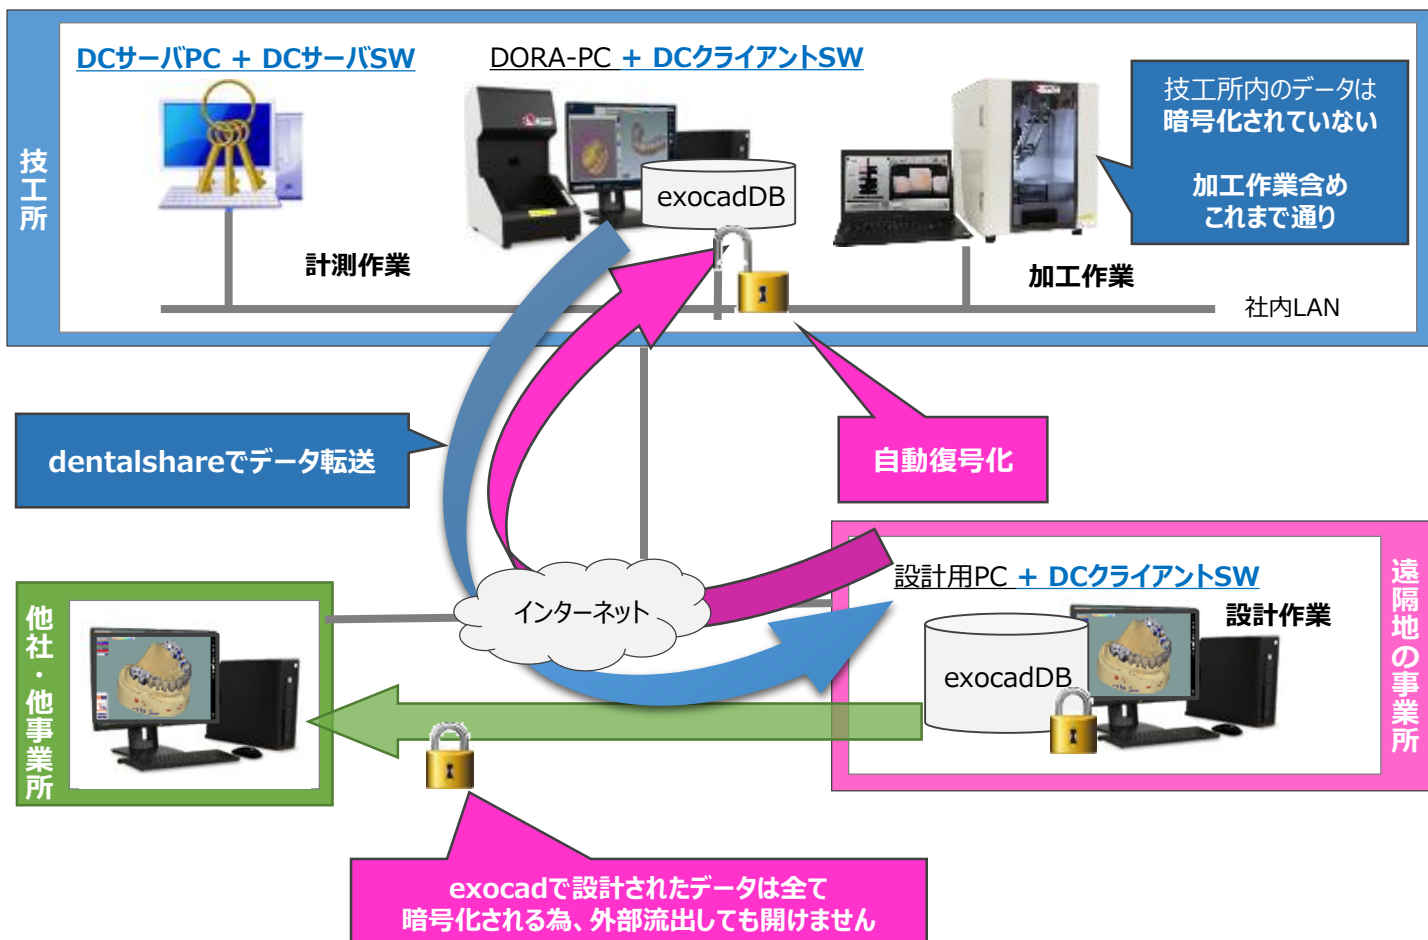 DCサーバPC + DCサーバSW
DORA-PC + DCクライアントSW
技工所内のデータは
暗号化されていない
加工作業含め
これまで通り
技工所
exocadDB
計測作業
加工作業
社内LAN
dentalshareでデータ転送
自動復号化
インターネット
設計用PC + DCクライアントSW
設計作業
exocadDB
遠隔地の事業所
他社・他事業所
exocadで設計されたデータは全て
暗号化される為、外部流出しても開けません